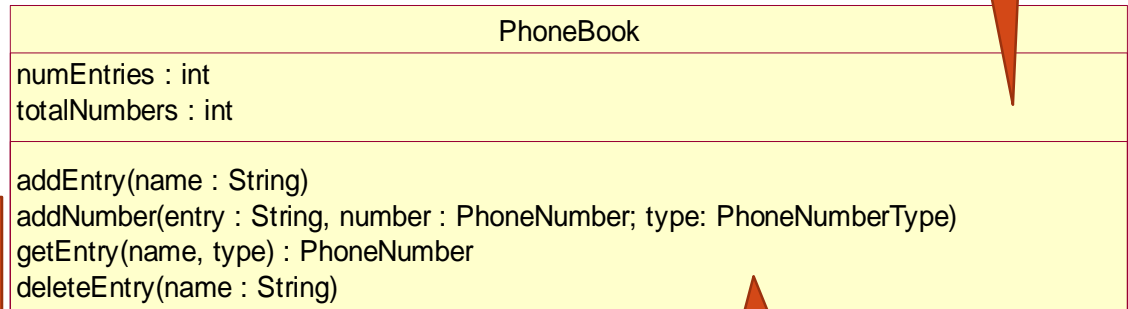 PhoneBook
numEntries : int
totalNumbers : int
addEntry(name : String)
addNumber(entry : String, number : PhoneNumber; type: PhoneNumberType)
getEntry(name, type) : PhoneNumber
deleteEntry(name : String)